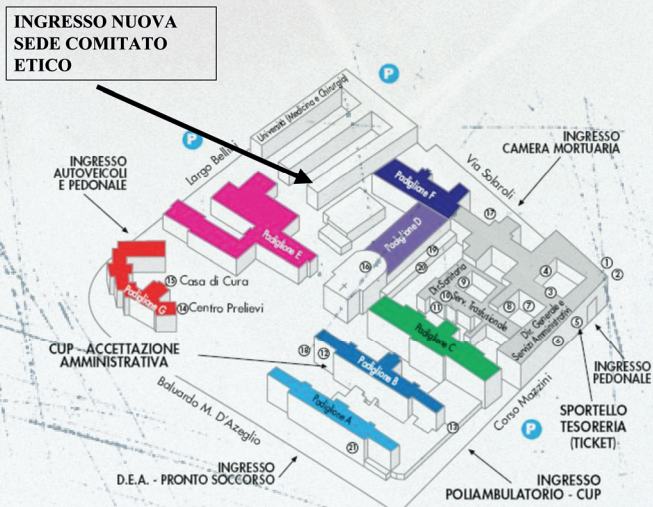 INGRESSO NUOVA
SEDE COMITATO
ETICO
P
Università (Medicina e Chirurgia)
P
Largo Bellini
Via Solaroli
INGRESSO
CAMERA MORTUARIA
INGRESSO
AUTOVEICOLI
E PEDONALE
Padiglione F
Padiglione D
Padiglione E
17
19
20
16
1
2
4
3
15 Casa di Cura
14 Centro Prelievi
Padiglione G
Dir. Sanitaria
9
10
Serv. Trasfusionale
11
8
7
Dir. Generale e
Servizi Amministrativi
5
6
Padiglione C
CUP - ACCETTAZIONE
AMMINISTRATIVA
18
12
Padiglione B
INGRESSO
PEDONALE
Corso Mazzini
SPORTELLO
TESORERIA
(TICKET)
P
Baluardo M. D'Azeglio
Padiglione A
13
21
INGRESSO
D.E.A. - PRONTO SOCCORSO
INGRESSO
POLIAMBULATORIO - CUP